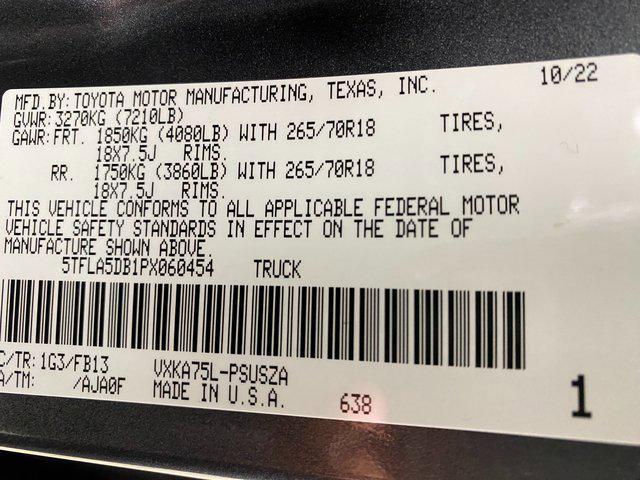 MFD.BY: TOYOTA MOTOR MANUFACTURING, TEXAS, INC. 10/22
GVWR: 3270KG (7210LB)
GAWR: FRT. 1850KG (4080LB) WITH 265/70R18 TIRES,
18X7.5J RIMS.
RR. 1750KG (3860LB) WITH 265/70R18 TIRES,
18X7.5J RIMS.
THIS VEHICLE CONFORMS TO ALL APPLICABLE FEDERAL MOTOR
VEHICLE SAFETY STANDARDS IN EFFECT ON THE DATE OF
MANUFACTURE SHOWN ABOVE.
5TFLA5DB1PX060454 TRUCK
C/TR: 1G3/FB13 VXKA75L-PSUSZA
A/TM: /AJA0F MADE IN U.S.A. 638 1